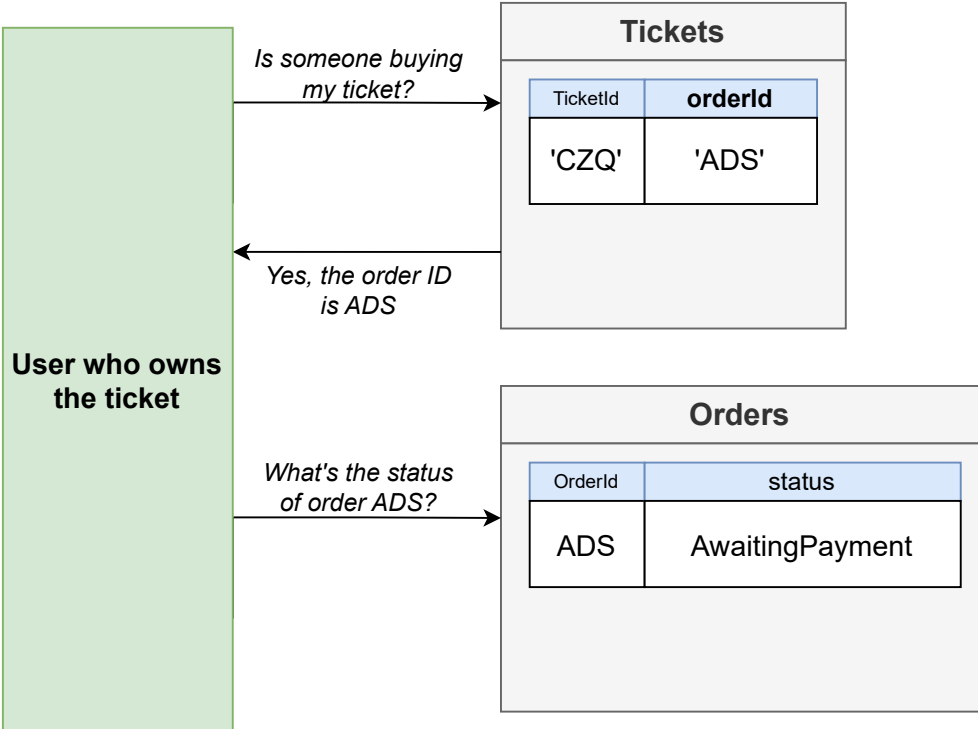 Tickets
Is someone buying
my ticket?
TicketId orderId
'CZQ' 'ADS'
Yes, the order ID
is ADS
User who owns
the ticket
Orders
What's the status
of order ADS?
OrderId status
ADS AwaitingPayment